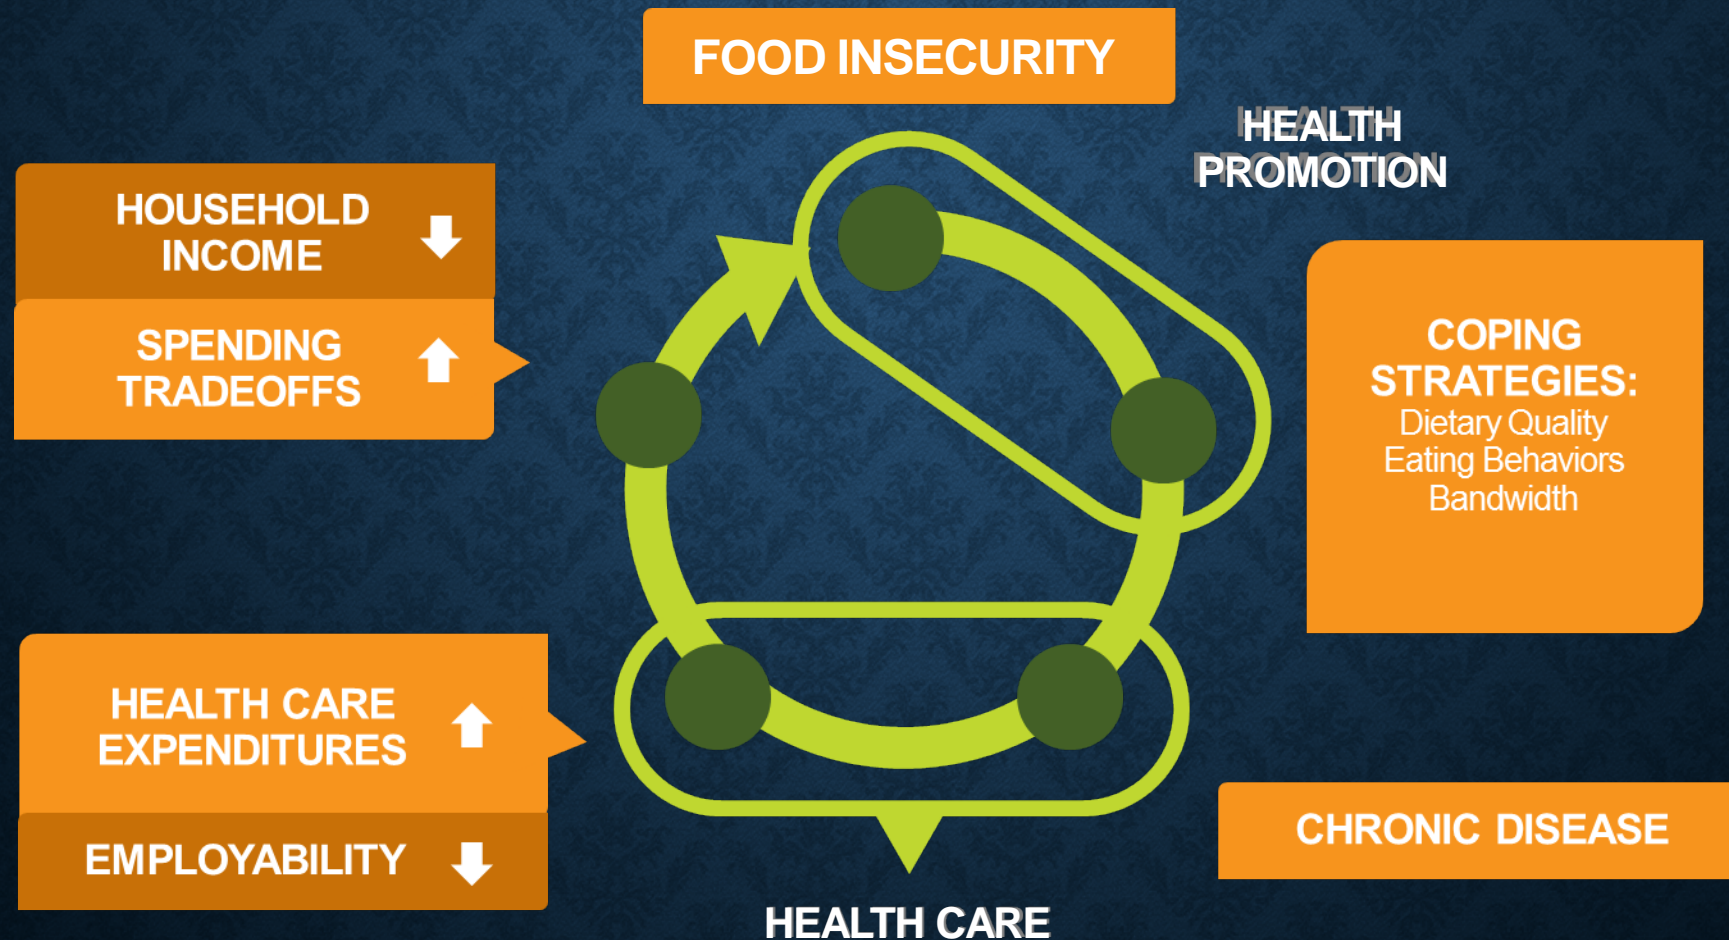 FOOD INSECURITY
HEALTH
PROMOTION
HOUSEHOLD
INCOME
SPENDING
TRADEOFFS
COPING
STRATEGIES:
Dietary Quality
Eating Behaviors
Bandwidth
HEALTH CARE
EXPENDITURES
EMPLOYABILITY
CHRONIC DISEASE
HEALTH CARE